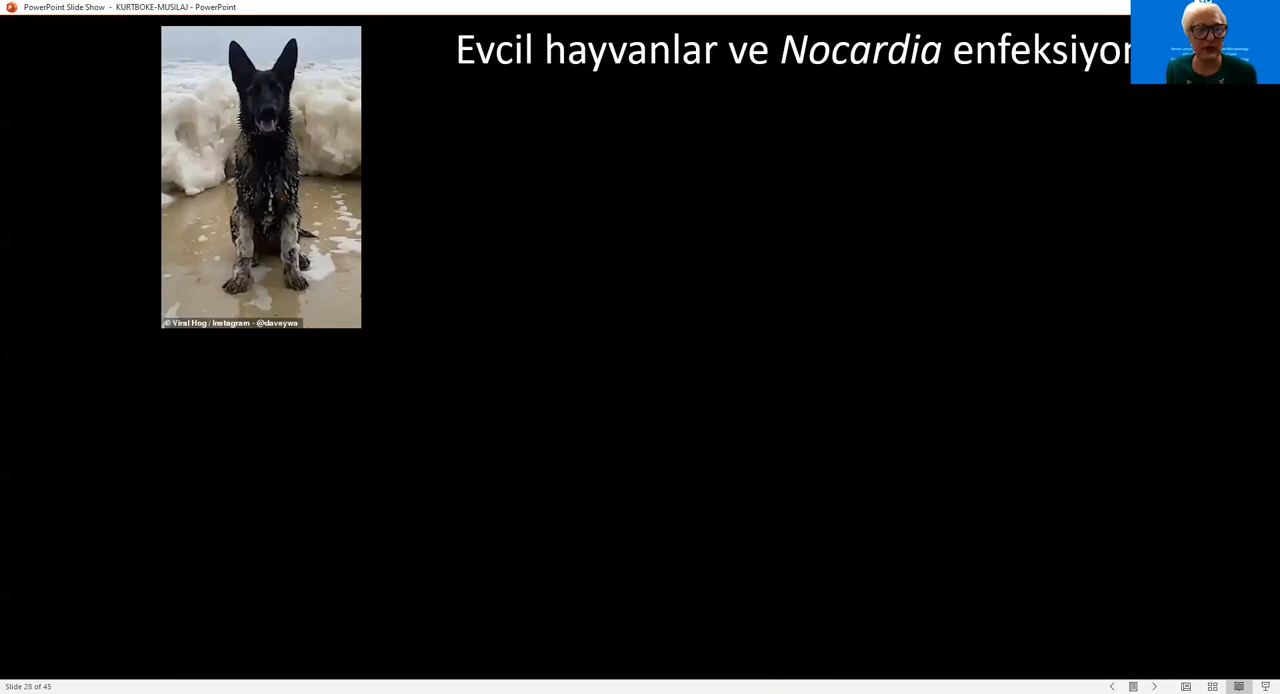 PowerPoint Slide Show - KURTBOKE-MUSILAJ - PowerPoint
Evcil hayvanlar ve Nocardia enfeksiyon
© Viral Hog / Instagram - @daveywa
Slide 28 of 45